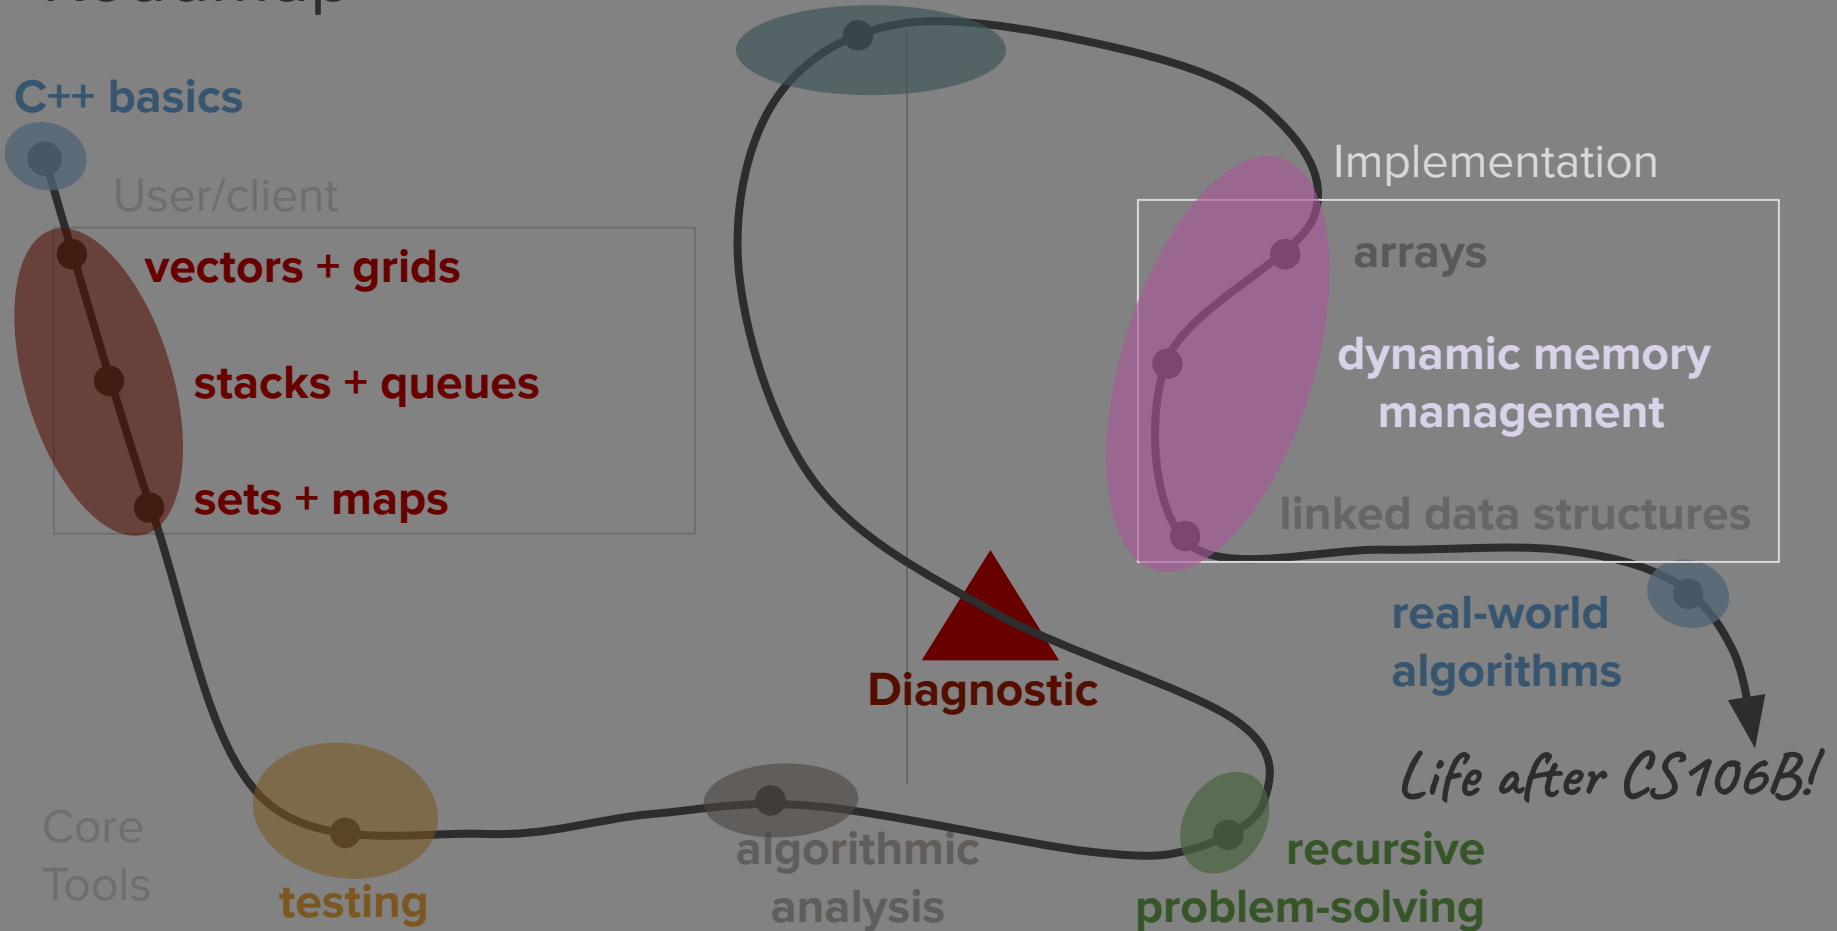 Roadmap
C++ basics
User/client
vectors + grids
stacks + queues
sets + maps
Core
Tools
testing
algorithmic
analysis
recursive
problem-solving
Diagnostic
Implementation
arrays
dynamic memory
management
linked data structures
real-world
algorithms
Life after CS106B!